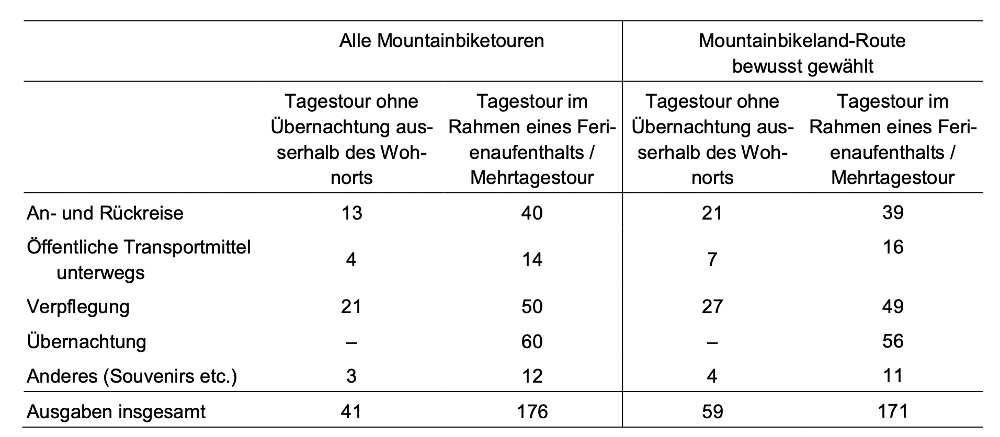 Alle Mountainbiketouren
Mountainbikeland-Route
bewusst gewählt
Tagestour ohne
Übernachtung aus-
serhalb des Woh-
norts
Tagestour im
Rahmen eines Feri-
enaufenthalts /
Mehrtagestour
Tagestour ohne
Übernachtung aus-
serhalb des Woh-
norts
Tagestour im
Rahmen eines Feri-
enaufenthalts /
Mehrtagestour
An- und Rückreise 13 40 21 39
Öffentliche Transportmittel
unterwegs 4 14 7 16
Verpflegung 21 50 27 49
Übernachtung – 60 – 56
Anderes (Souvenirs etc.) 3 12 4 11
Ausgaben insgesamt 41 176 59 171